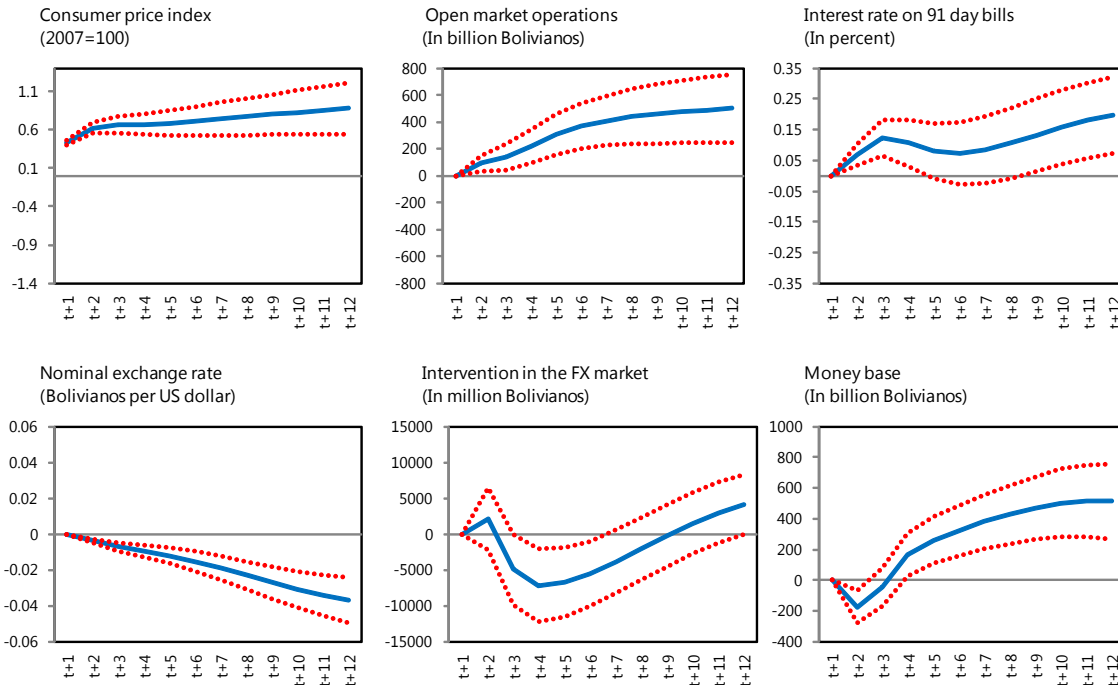 Consumer price index
(2007=100)
1.1
0.6
0.1
-0.4
-0.9
-1.4
t+1
t+2
t+3
t+4
t+5
t+6
t+7
t+8
t+9
t+10
t+11
t+12
Open market operations
(In billion Bolivianos)
800
600
400
200
0
-200
-400
-600
-800
t+1
t+2
t+3
t+4
t+5
t+6
t+7
t+8
t+9
t+10
t+11
t+12
Interest rate on 91 day bills
(In percent)
0.35
0.25
0.15
0.05
-0.05
-0.15
-0.25
-0.35
t+1
t+2
t+3
t+4
t+5
t+6
t+7
t+8
t+9
t+10
t+11
t+12
Nominal exchange rate
(Bolivianos per US dollar)
0.06
0.04
0.02
0
-0.02
-0.04
-0.06
t+1
t+2
t+3
t+4
t+5
t+6
t+7
t+8
t+9
t+10
t+11
t+12
Intervention in the FX market
(In million Bolivianos)
15000
10000
5000
0
-5000
-10000
-15000
t+1
t+2
t+3
t+4
t+5
t+6
t+7
t+8
t+9
t+10
t+11
t+12
Money base
(In billion Bolivianos)
1000
800
600
400
200
0
-200
-400
t+1
t+2
t+3
t+4
t+5
t+6
t+7
t+8
t+9
t+10
t+11
t+12